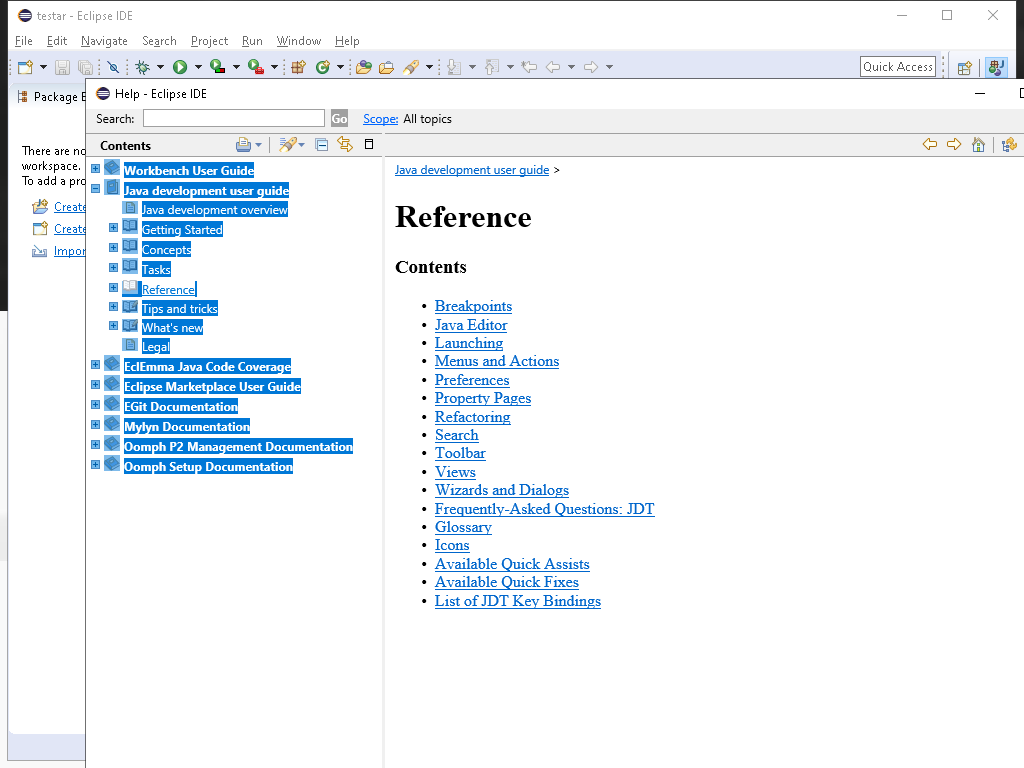 testar - Eclipse IDE
File Edit Navigate Search Project Run Window Help
Quick Access
Package E
There are no
workspace.
To add a pro
Create
Create
Impor
Help - Eclipse IDE
Search: Go Scope: All topics
Contents
Workbench User Guide
Java development user guide
Java development overview
Getting Started
Concepts
Tasks
Reference
Tips and tricks
What's new
Legal
EclEmma Java Code Coverage
Eclipse Marketplace User Guide
EGit Documentation
Mylyn Documentation
Oomph P2 Management Documentation
Oomph Setup Documentation
Java development user guide >
Reference
Contents
• Breakpoints
• Java Editor
• Launching
• Menus and Actions
• Preferences
• Property Pages
• Refactoring
• Search
• Toolbar
• Views
• Wizards and Dialogs
• Frequently-Asked Questions: JDT
• Glossary
• Icons
• Available Quick Assists
• Available Quick Fixes
• List of JDT Key Bindings